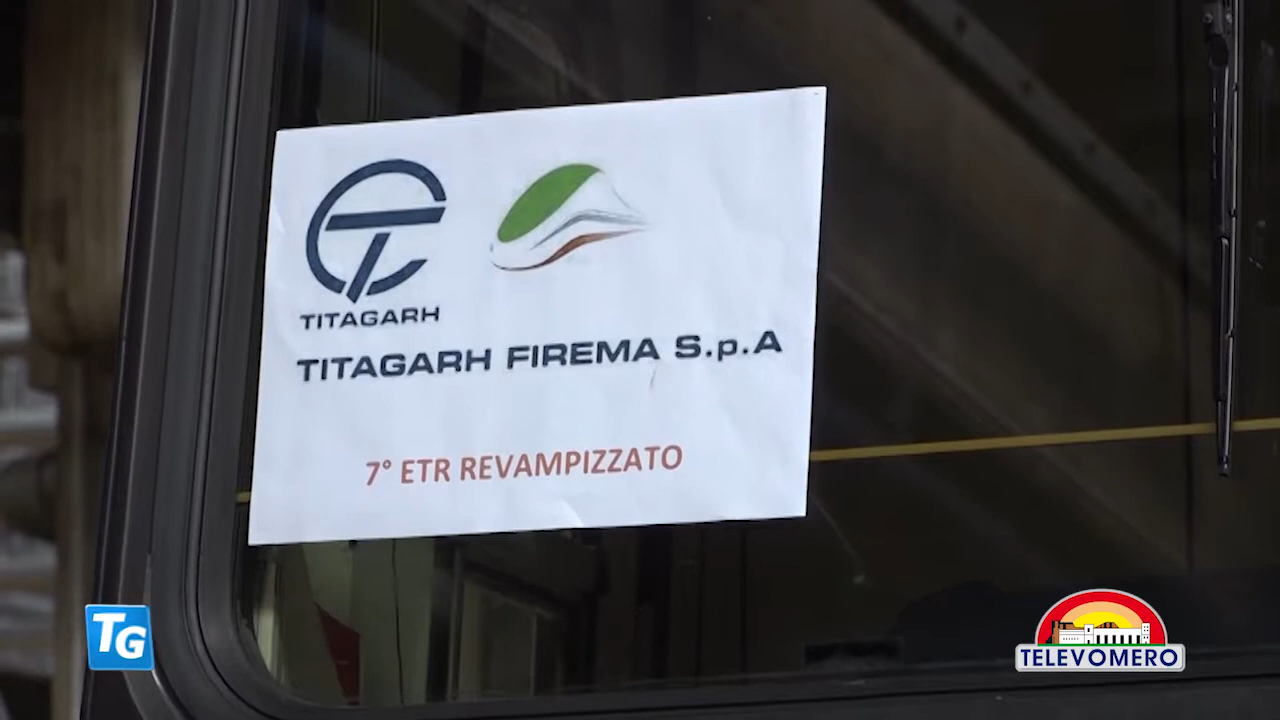 TITAGARH
TITAGARH FIREMA S.p.A
7° ETR REVAMPIZZATO
TG
TELEVOMERO